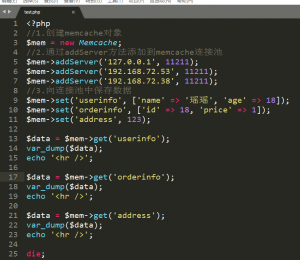 test.php
1 <?php
2 //1.创建memcache对象
3 $mem = new Memcache;
4 //2.通过addServer方法添加到memcache连接池
5 $mem->addServer('127.0.0.1', 11211);
6 $mem->addServer('192.168.72.53', 11211);
7 $mem->addServer('192.168.72.38', 11211);
8 //3.向连接池中保存数据
9 $mem->set('userinfo', ['name' => '瑶瑶', 'age' => 18]);
10 $mem->set('orderinfo', ['id' => 18, 'price' => 1]);
11 $mem->set('address', 123);
12
13 $data = $mem->get('userinfo');
14 var_dump($data);
15 echo '<hr />';
16
17 $data = $mem->get('orderinfo');
18 var_dump($data);
19 echo '<hr />';
20
21 $data = $mem->get('address');
22 var_dump($data);
23 echo '<hr />';
24
25 die;